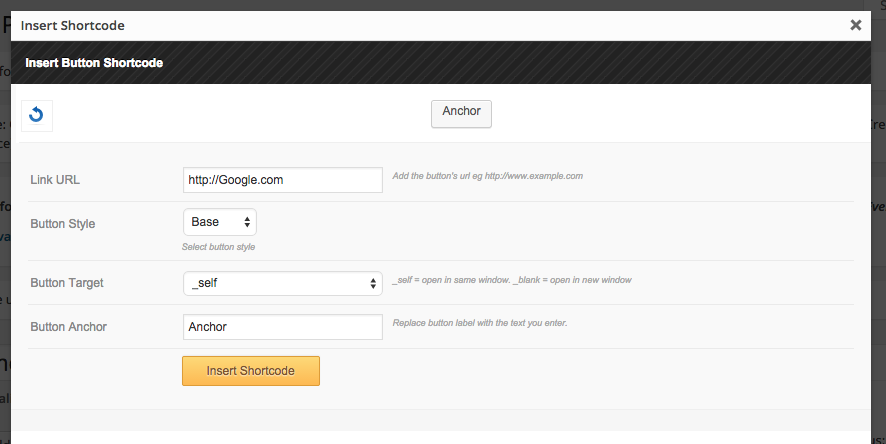 Insert Shortcode
Insert Button Shortcode
Anchor
Link URL
http://Google.com
Add the button's url eg http://www.example.com
Button Style
Base
Select button style
Button Target
_self
_self = open in same window. _blank = open in new window
Button Anchor
Anchor
Replace button label with the text you enter.
Insert Shortcode